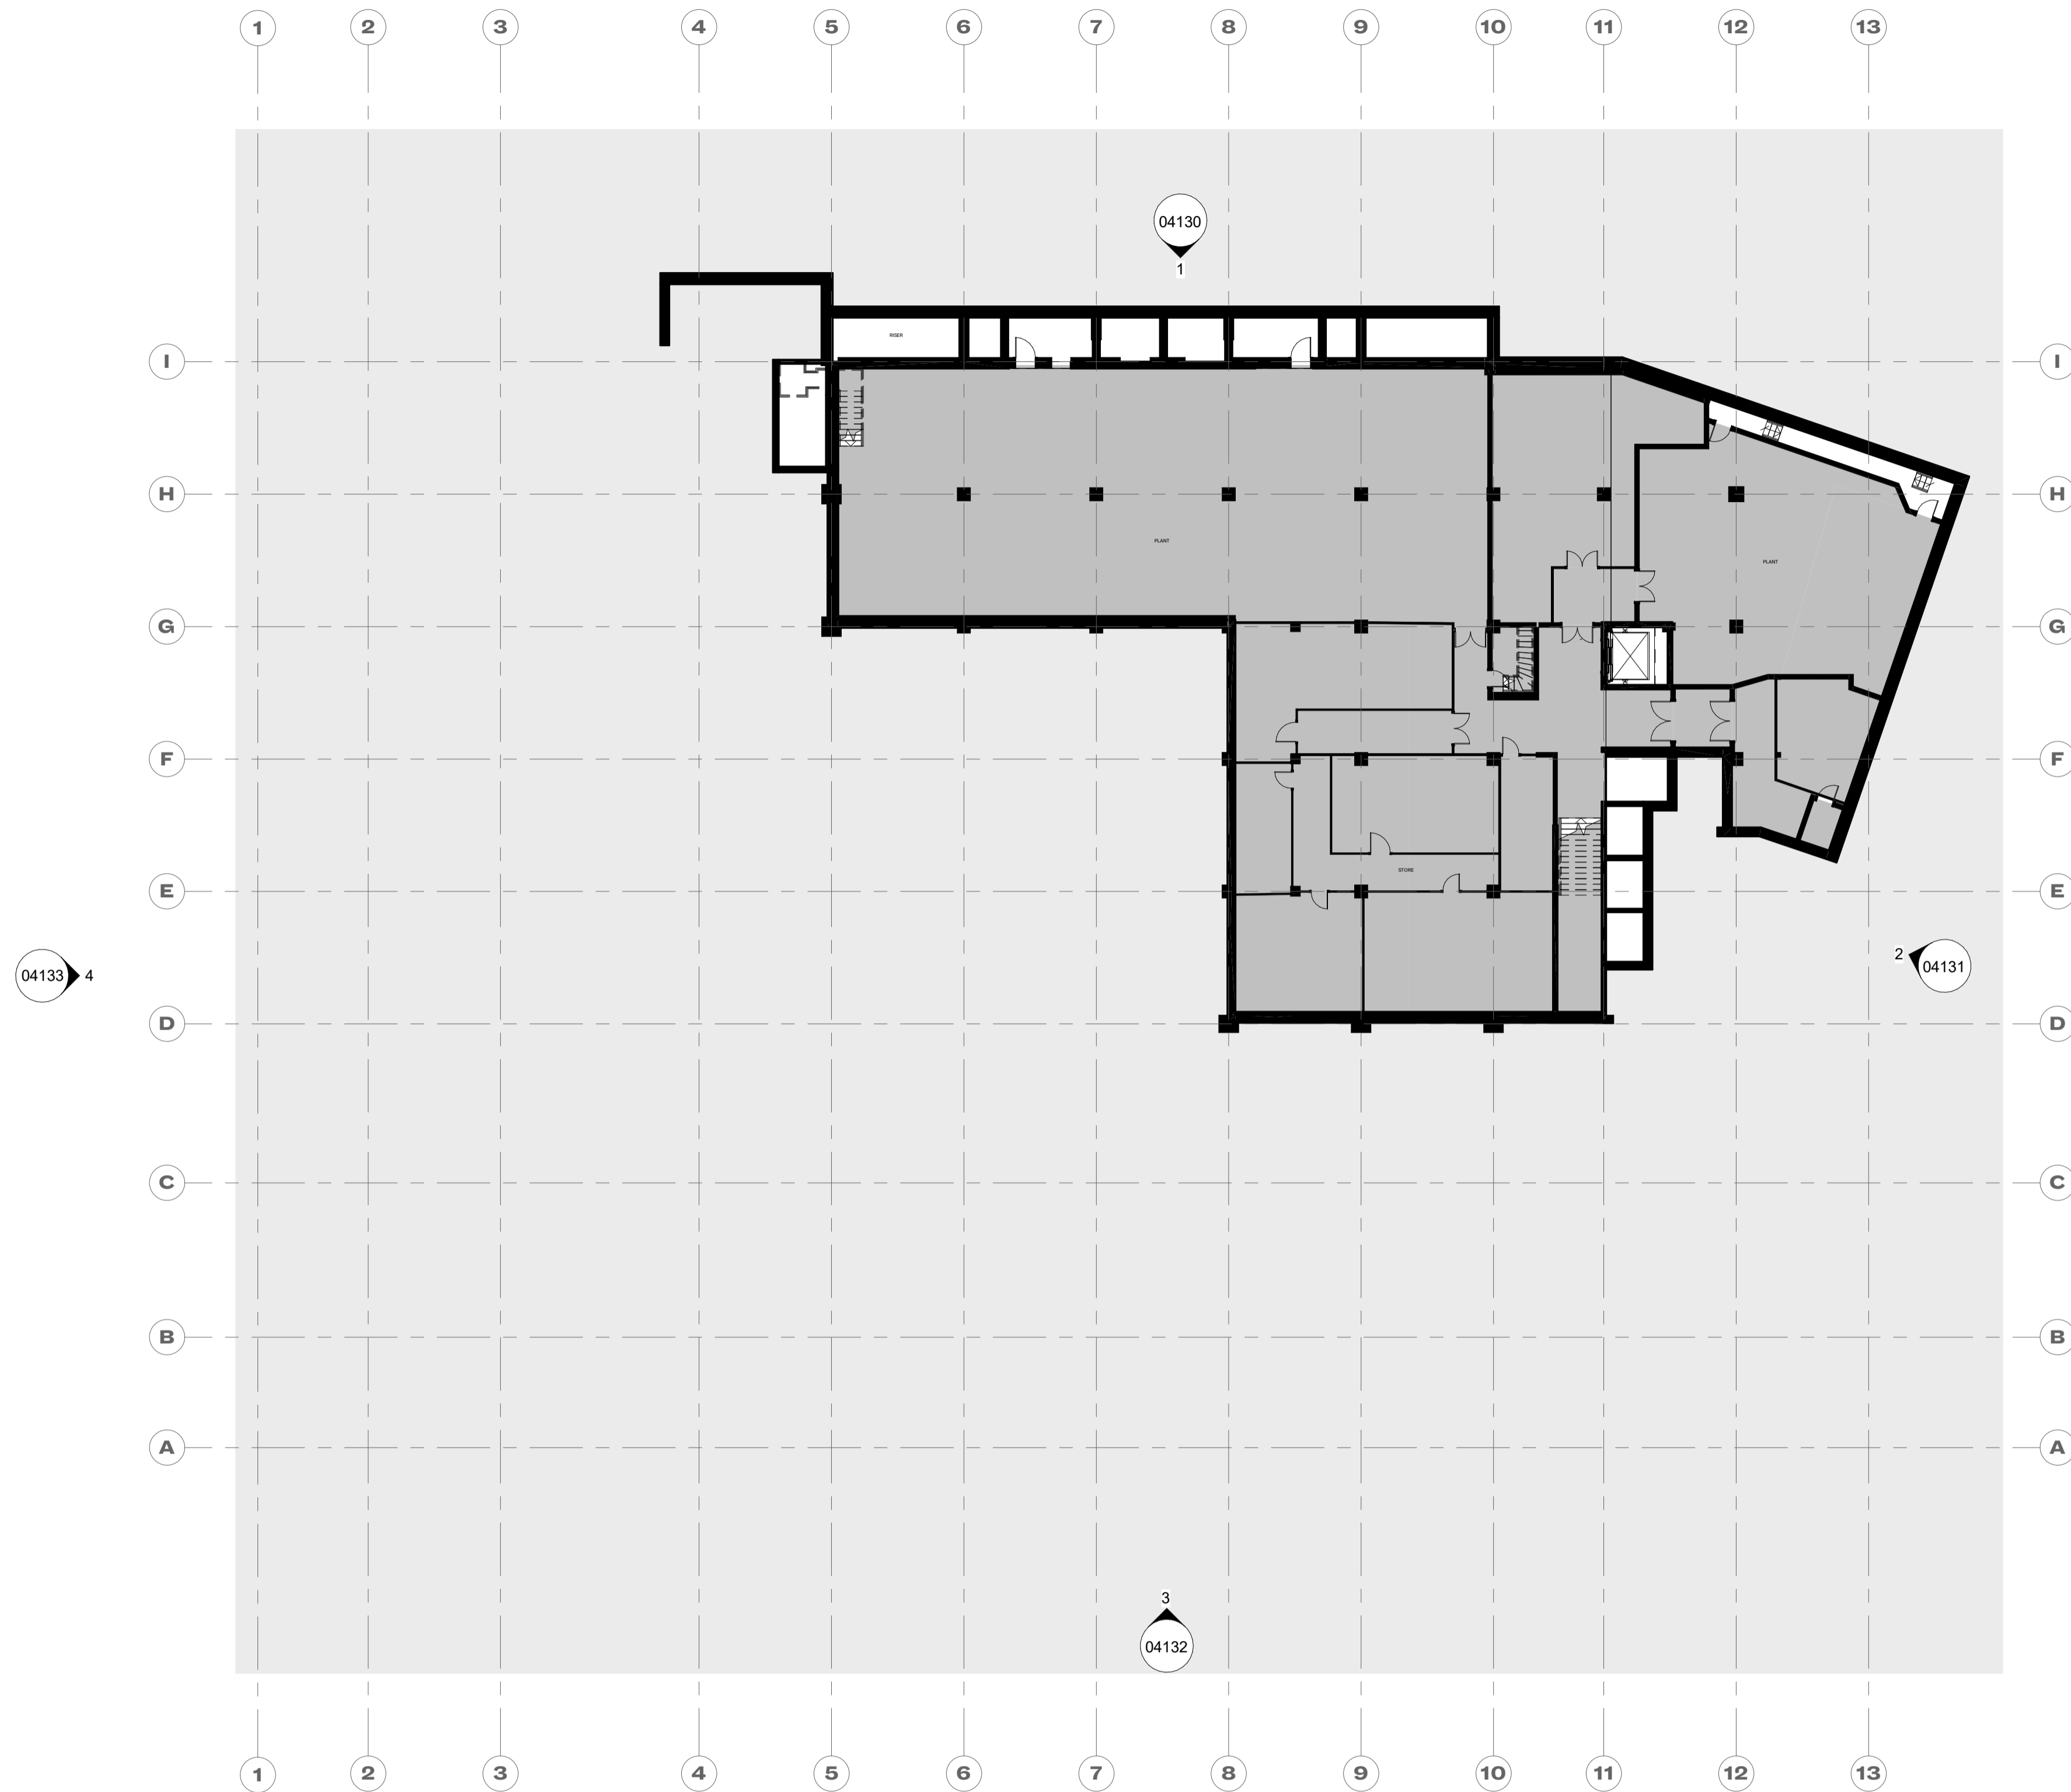 1 2 3 4 5 6 7 8 9 10 11 12 13
04130
1
RISER
I I
H H
PLANT
PLANT
G G
F F
STORE
E E
2
04133 4
04131
D D
C C
B B
A A
3
04132
1 2 3 4 5 6 7 8 9 10 11 12 13